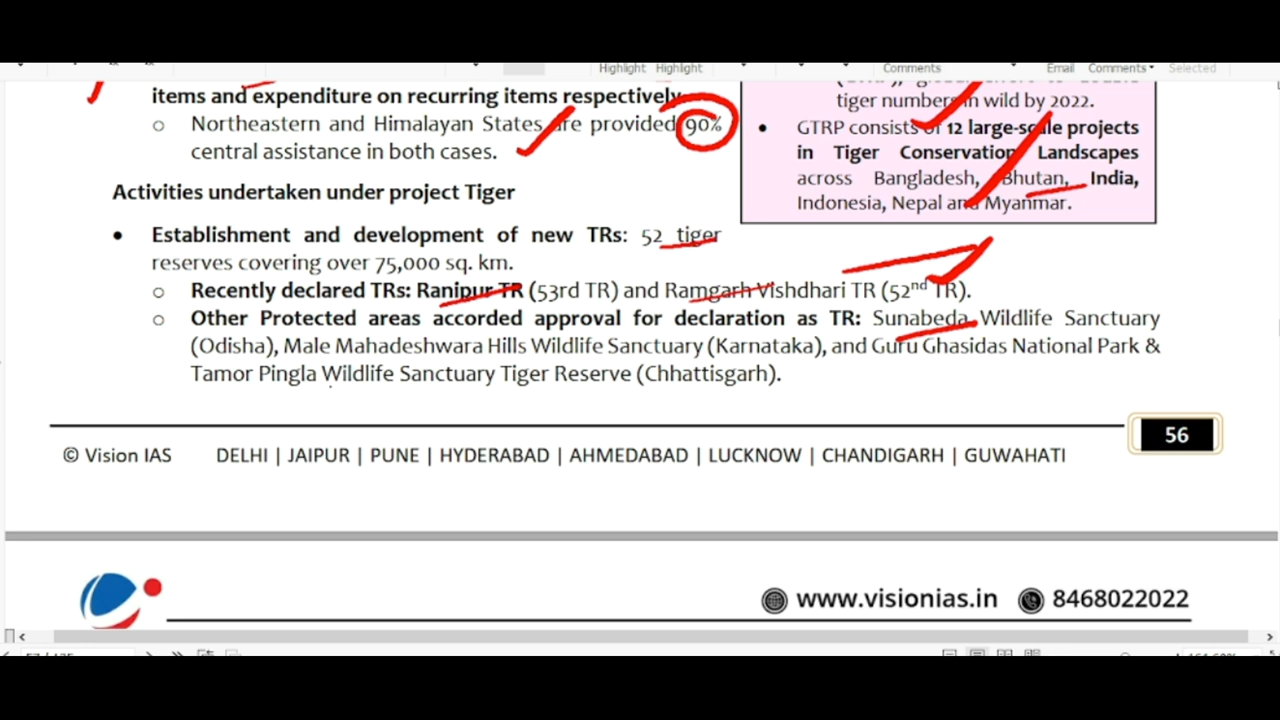 Highlight Highlight Comments Email Comments Selected
items and expenditure on recurring items respectively
○ Northeastern and Himalayan States are provided 90%
central assistance in both cases.
tiger numbers in wild by 2022.
• GTRP consists of 12 large-scale projects
in Tiger Conservation Landscapes
across Bangladesh, Bhutan, India,
Indonesia, Nepal and Myanmar.
Activities undertaken under project Tiger
• Establishment and development of new TRs: 52 tiger
reserves covering over 75,000 sq. km.
○ Recently declared TRs: Ranipur TR (53rd TR) and Ramgarh Vishdhari TR (52nd TR).
○ Other Protected areas accorded approval for declaration as TR: Sunabeda Wildlife Sanctuary
(Odisha), Male Mahadeshwara Hills Wildlife Sanctuary (Karnataka), and Guru Ghasidas National Park &
Tamor Pingla Wildlife Sanctuary Tiger Reserve (Chhattisgarh).
56
© Vision IAS DELHI | JAIPUR | PUNE | HYDERABAD | AHMEDABAD | LUCKNOW | CHANDIGARH | GUWAHATI
www.visionias.in 8468022022